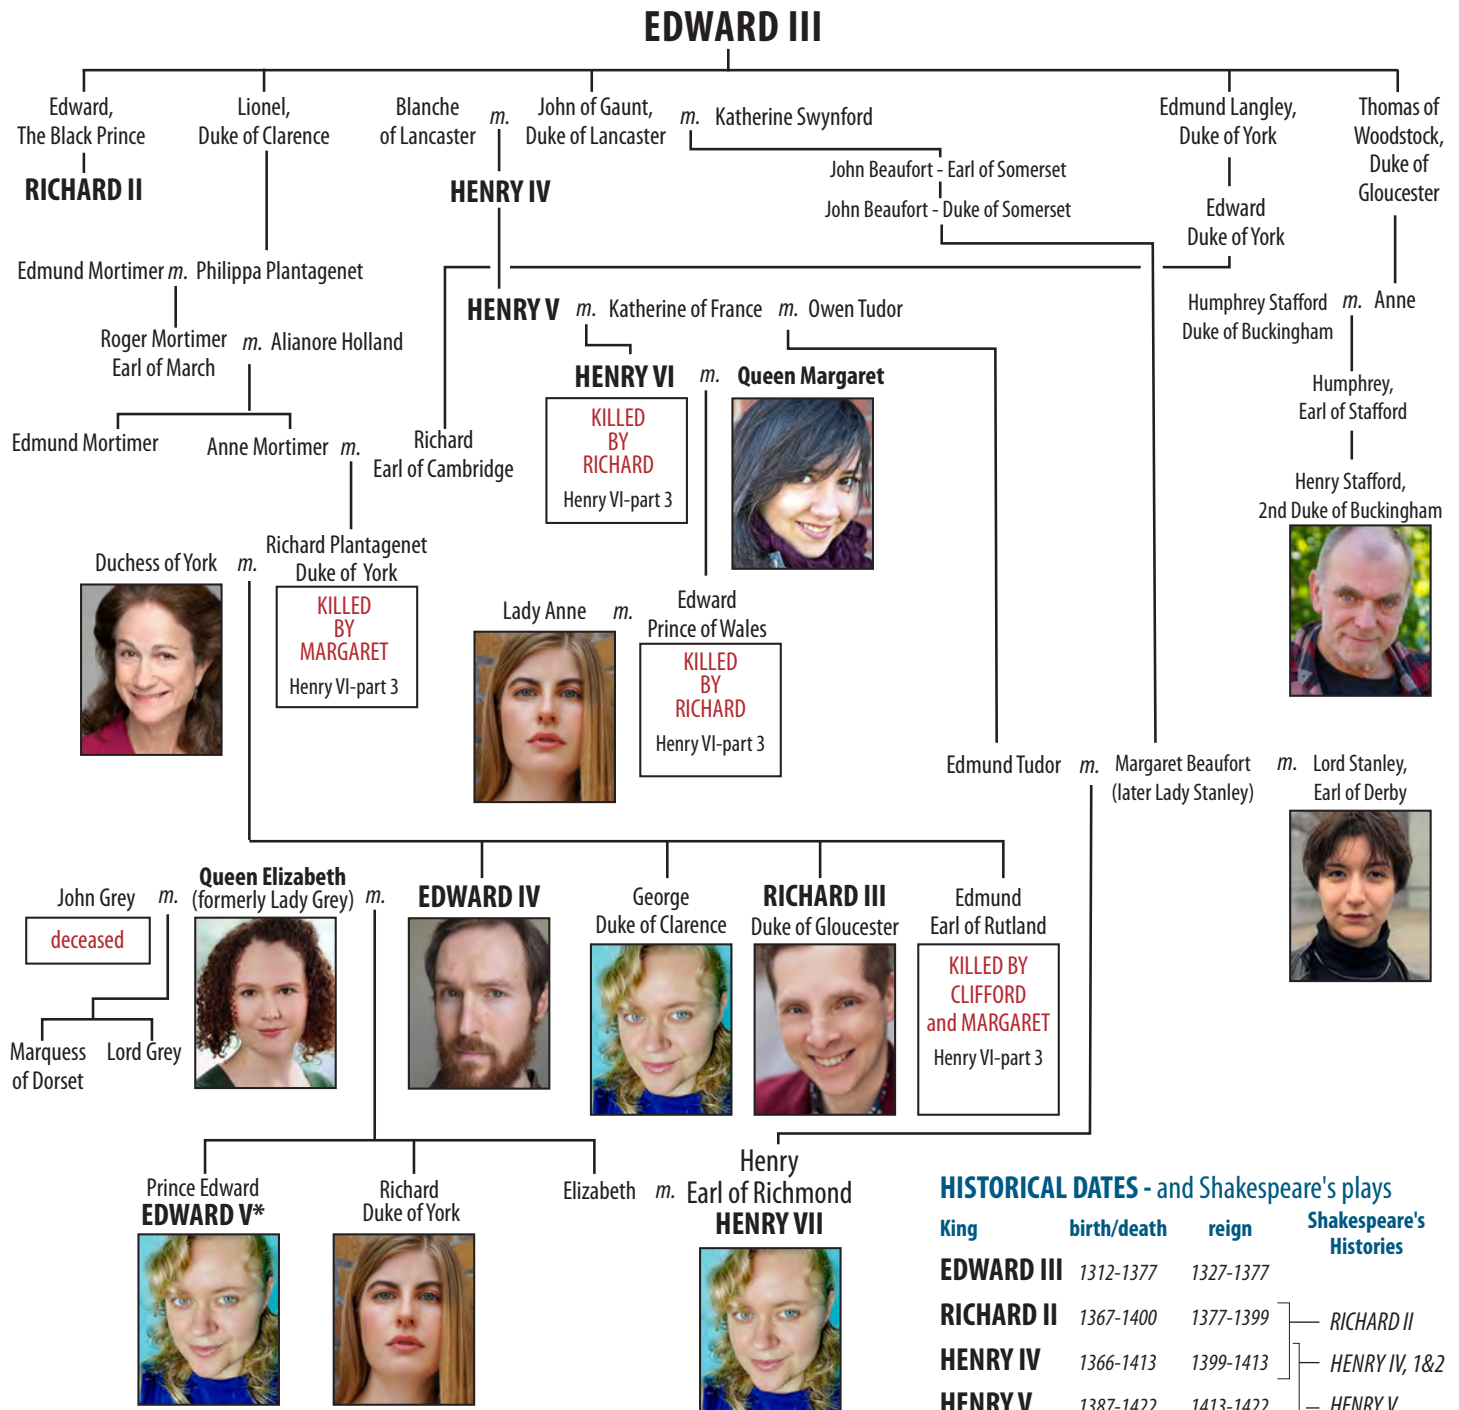 EDWARD III
Edward,
The Black Prince
RICHARD II
Lionel,
Duke of Clarence
Blanche
of Lancaster
m.
John of Gaunt,
Duke of Lancaster
m.
Katherine Swynford
Edmund Langley,
Duke of York
Thomas of
Woodstock,
Duke of
Gloucester
HENRY IV
John Beaufort - Earl of Somerset
John Beaufort - Duke of Somerset
Edward
Duke of York
Edmund Mortimer m. Philippa Plantagenet
HENRY V m. Katherine of France m. Owen Tudor
Humphrey Stafford
Duke of Buckingham
m. Anne
Roger Mortimer
Earl of March
m. Alianore Holland
HENRY VI m. Queen Margaret
KILLED
BY
RICHARD
Henry VI-part 3
Humphrey,
Earl of Stafford
Edmund Mortimer
Anne Mortimer m.
Richard
Earl of Cambridge
Henry Stafford,
2nd Duke of Buckingham
Duchess of York m.
Richard Plantagenet
Duke of York
KILLED
BY
MARGARET
Henry VI-part 3
Lady Anne m.
Edward
Prince of Wales
KILLED
BY
RICHARD
Henry VI-part 3
Edmund Tudor m.
Margaret Beaufort
(later Lady Stanley)
m.
Lord Stanley,
Earl of Derby
John Grey m.
deceased
Queen Elizabeth
(formerly Lady Grey) m.
EDWARD IV
George
Duke of Clarence
RICHARD III
Duke of Gloucester
Edmund
Earl of Rutland
KILLED BY
CLIFFORD
and MARGARET
Henry VI-part 3
Marquess
of Dorset
Lord Grey
Prince Edward
EDWARD V*
Richard
Duke of York
Elizabeth m.
Henry
Earl of Richmond
HENRY VII
HISTORICAL DATES - and Shakespeare's plays
King birth/death reign Shakespeare's
Histories
EDWARD III 1312-1377 1327-1377
RICHARD II 1367-1400 1377-1399 RICHARD II
HENRY IV 1366-1413 1399-1413 HENRY IV, 1&2
HENRY V 1387-1422 1413-1422 HENRY V